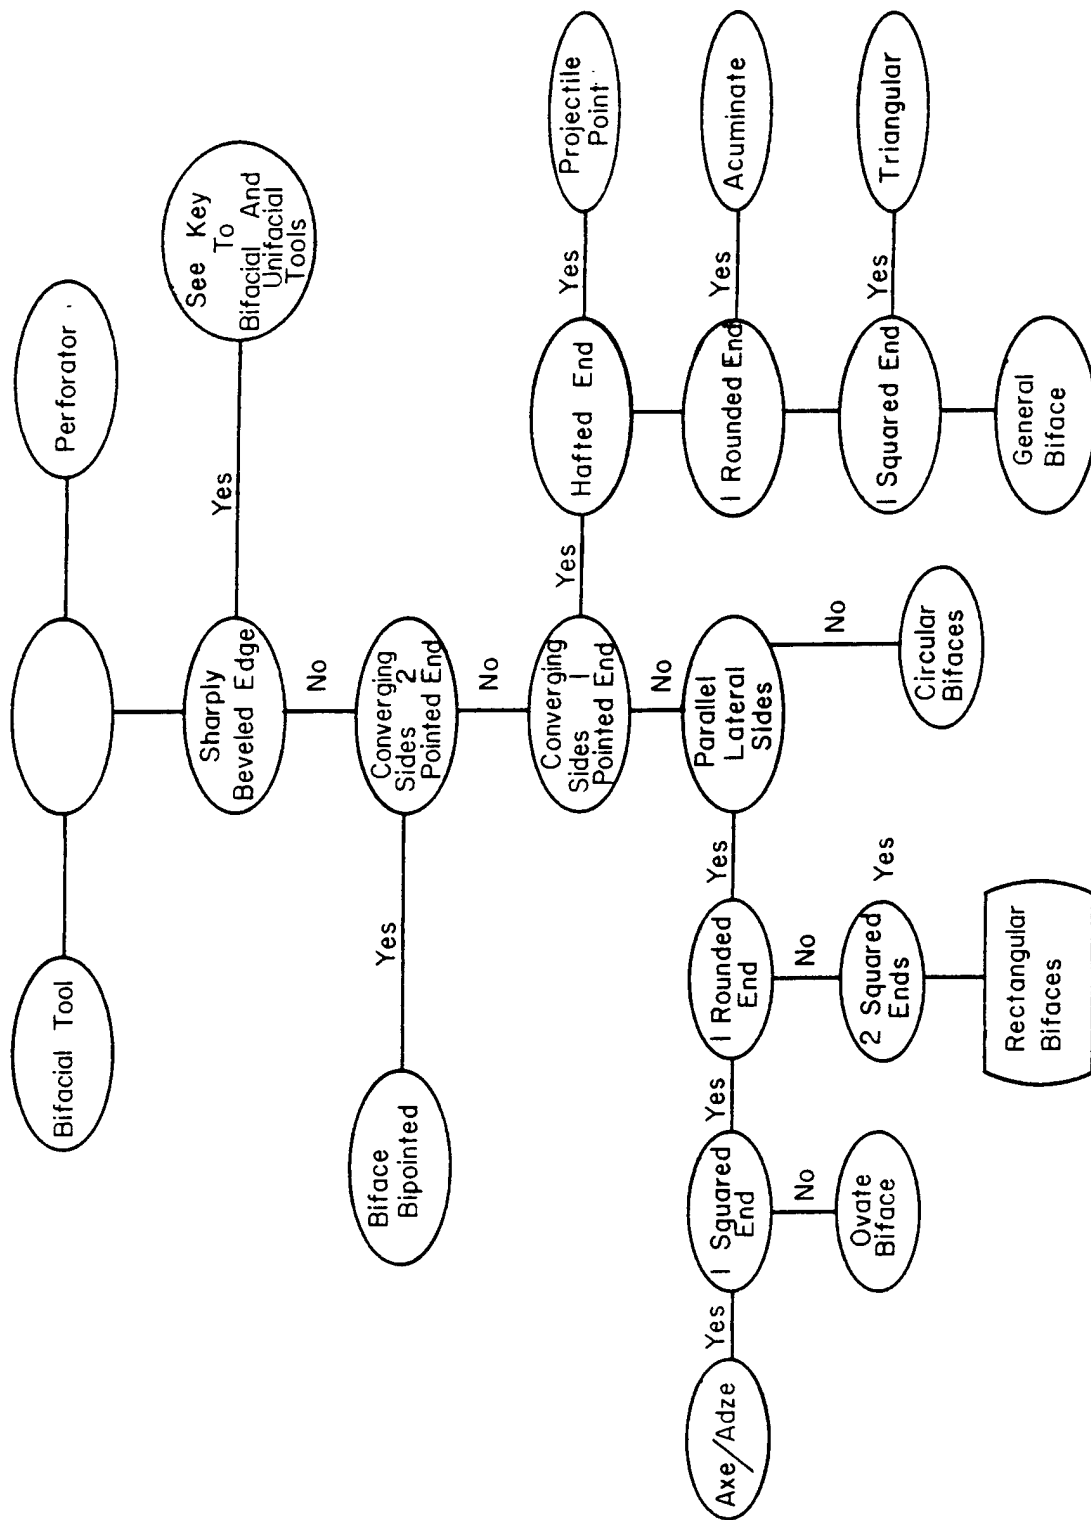 Bifacial Tool
Perforator
Sharply
Beveled Edge
Yes
See Key
To
Bifacial And
Unifacial
Tools
No
Converging
Sides 2
Pointed End
Yes
Biface
Bipointed
No
Converging
Sides 1
Pointed End
Yes
Hafted End
Yes
Projectile
Point
No
Parallel
Lateral
Sides
1 Rounded End
Yes
Acuminate
Yes
1 Rounded
End
Yes
1 Squared
End
Yes
Axe/Adze
No
Ovate
Biface
No
2 Squared
Ends
Yes
Rectangular
Bifaces
No
Circular
Bifaces
1 Squared End
Yes
Triangular
General
Biface